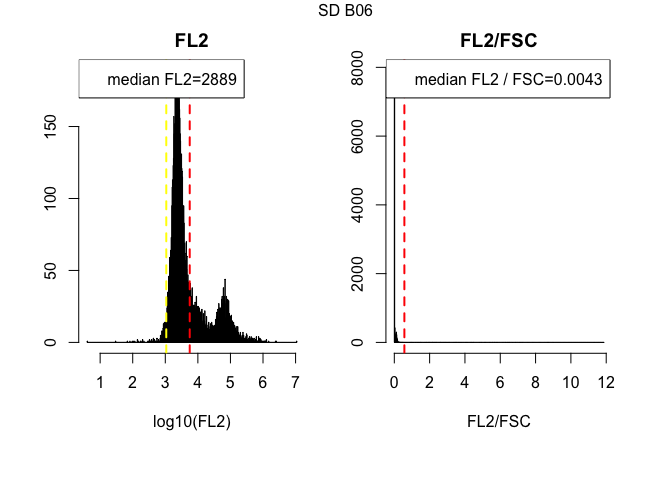 SD B06
FL2
median FL2=2889
0 50 100 150
1 2 3 4 5 6 7
log10(FL2)
FL2/FSC
median FL2 / FSC=0.0043
0 2000 4000 6000 8000
0 2 4 6 8 10 12
FL2/FSC